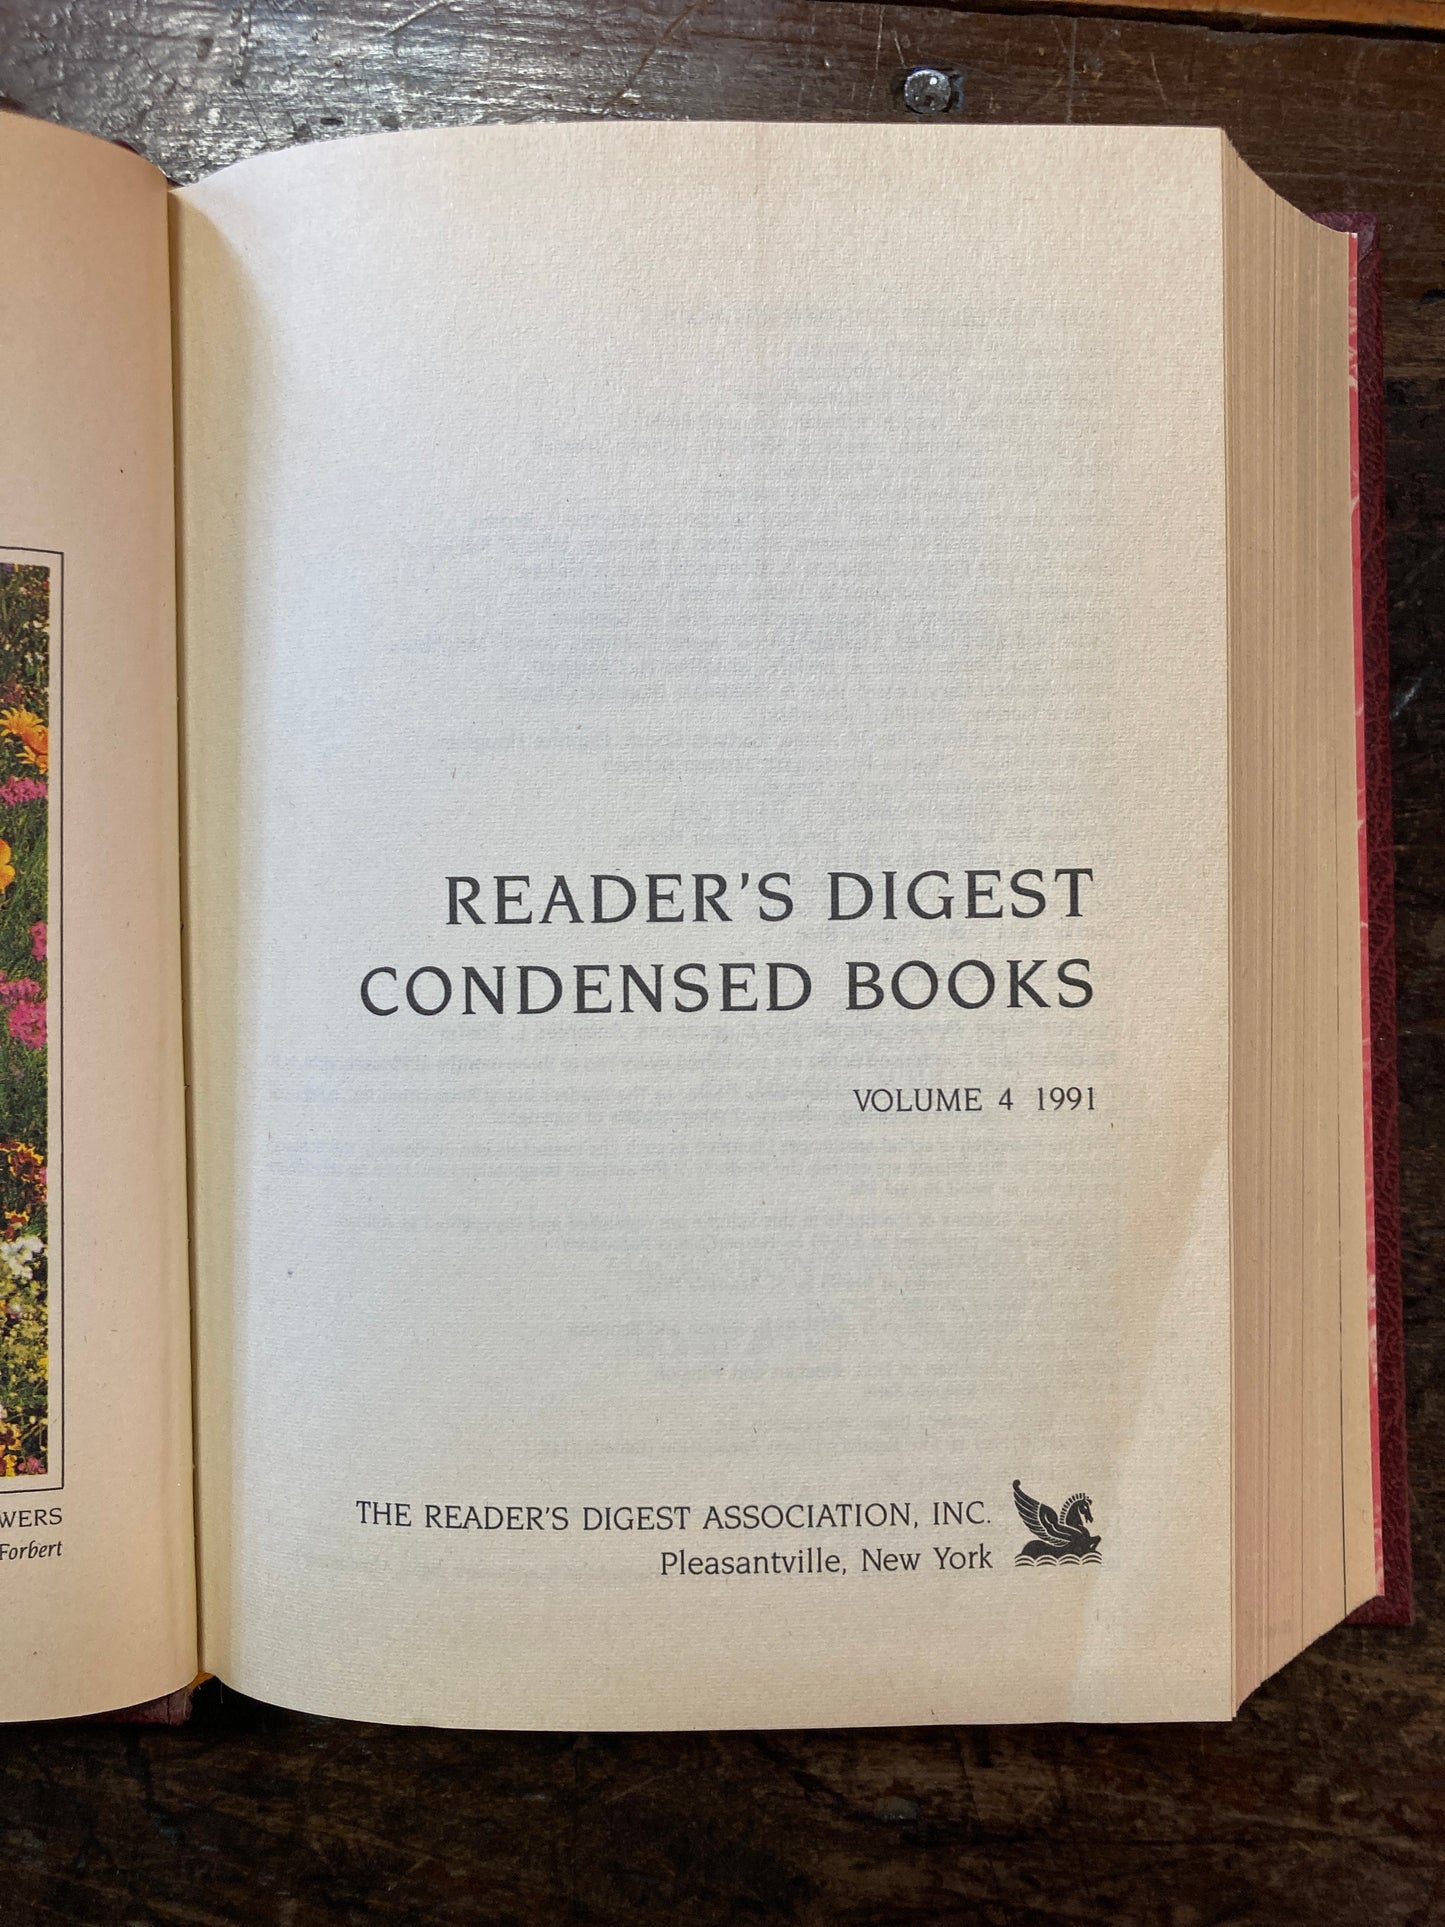 WERS
Forbert
READER'S DIGEST
CONDENSED BOOKS
VOLUME 4 1991
THE READER'S DIGEST ASSOCIATION, INC.
Pleasantville, New York